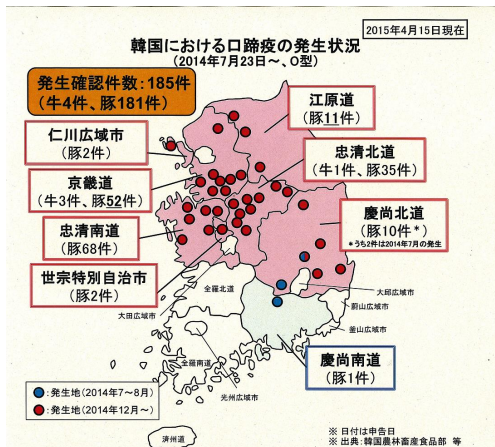 2015年4月15日現在
韓国における口蹄疫の発生状況
(2014年7月23日～、O型)
発生確認件数:185件
(牛4件、豚181件)
江原道
(豚11件)
仁川広域市
(豚2件)
忠清北道
(牛1件、豚35件)
京畿道
(牛3件、豚52件)
慶尚北道
(豚10件*)
*うち2件は2014年7月の発生
忠清南道
(豚68件)
世宗特別自治市
(豚2件)
全羅北道
大邱広域市
大田広域市
蔚山広域市
釜山広域市
全羅南道
慶尚南道
(豚1件)
光州広域市
●:発生地(2014年7～8月)
●:発生地(2014年12月～)
済州道
※ 日付は申告日
※ 出典:韓国農林畜産食品部 等